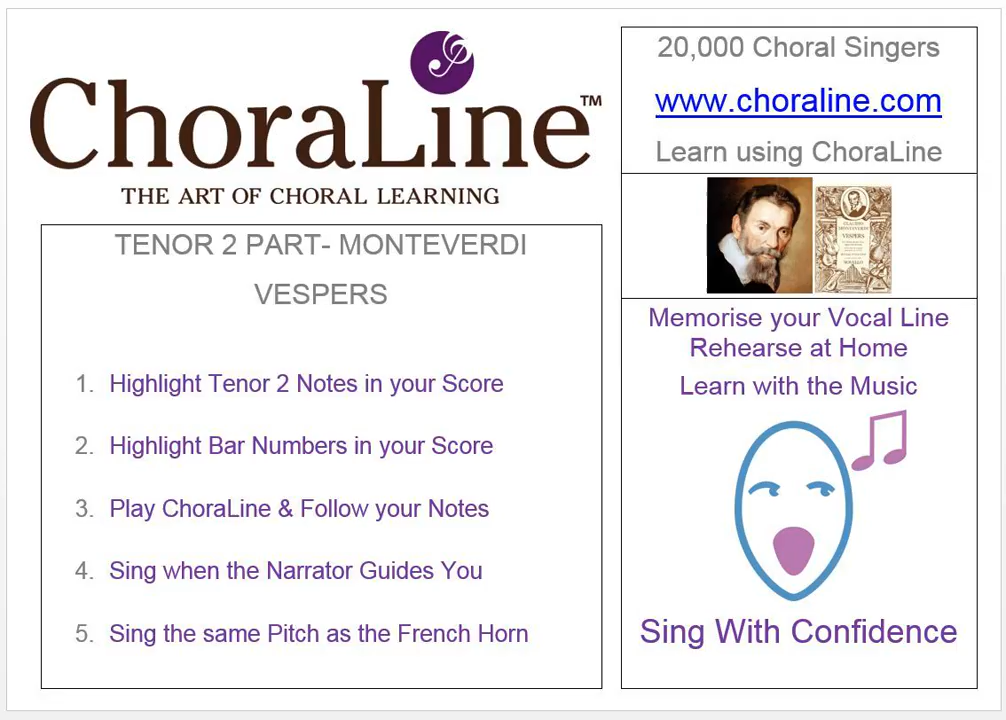 ChoraLine™
THE ART OF CHORAL LEARNING
TENOR 2 PART- MONTEVERDI
VESPERS
1. Highlight Tenor 2 Notes in your Score
2. Highlight Bar Numbers in your Score
3. Play ChoraLine & Follow your Notes
4. Sing when the Narrator Guides You
5. Sing the same Pitch as the French Horn
20,000 Choral Singers
www.choraline.com
Learn using ChoraLine
VESPERS
Memorise your Vocal Line
Rehearse at Home
Learn with the Music
Sing With Confidence